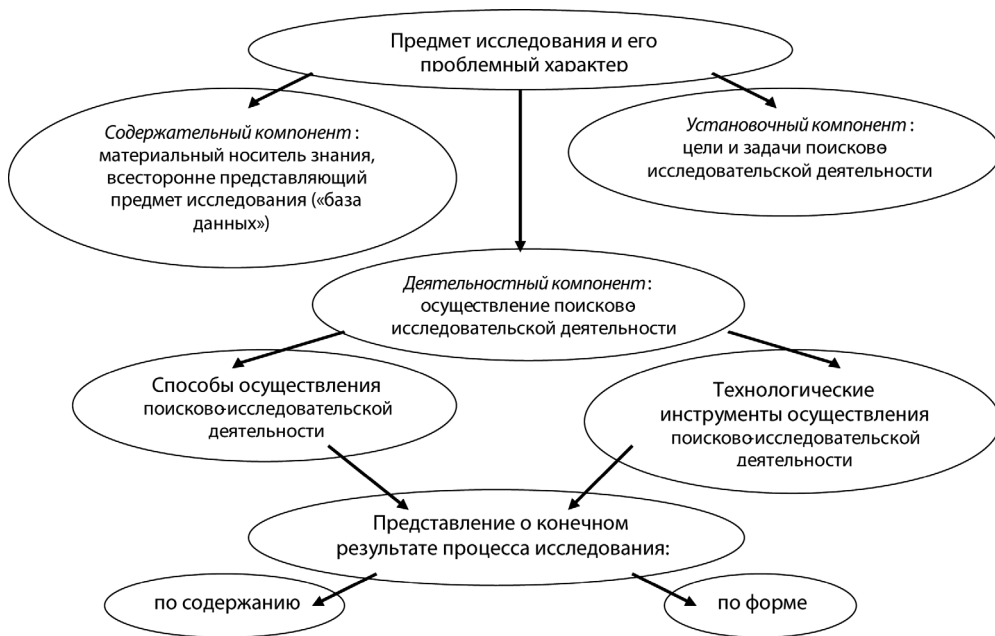 Предмет исследования и его
проблемный характер
Содержательный компонент :
материальный носитель знания,
всесторонне представляющий
предмет исследования («база
данных»)
Установочный компонент :
цели и задачи поисково-
исследовательской деятельности
Деятельностный компонент :
осуществление поисково-
исследовательской деятельности
Способы осуществления
поисково-исследовательской
деятельности
Технологические
инструменты осуществления
поисково-исследовательской
деятельности
Представление о конечном
результате процесса исследования:
по содержанию
по форме